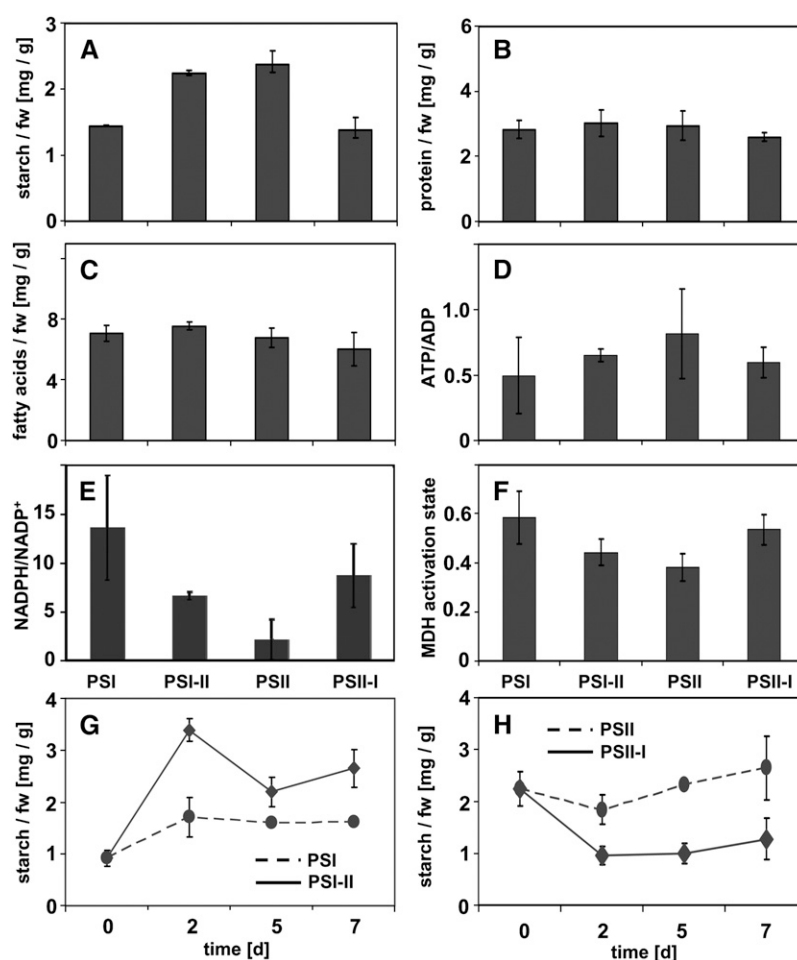 A
starch / fw [mg / g]
3
2
1
0
B
protein / fw [mg / g]
6
4
2
0
C
fatty acids / fw [mg / g]
8
4
0
D
ATP/ADP
1.0
0.5
0
E
NADPH/NADP+
15
10
5
0
PSI PSI-II PSII PSII-I
F
MDH activation state
0.6
0.4
0.2
0
PSI PSI-II PSII PSII-I
G
starch / fw [mg / g]
4
3
2
1
0
PSI
PSI-II
0 2 5 7
time [d]
H
starch / fw [mg / g]
4
3
2
1
0
PSII
PSII-I
0 2 5 7
time [d]